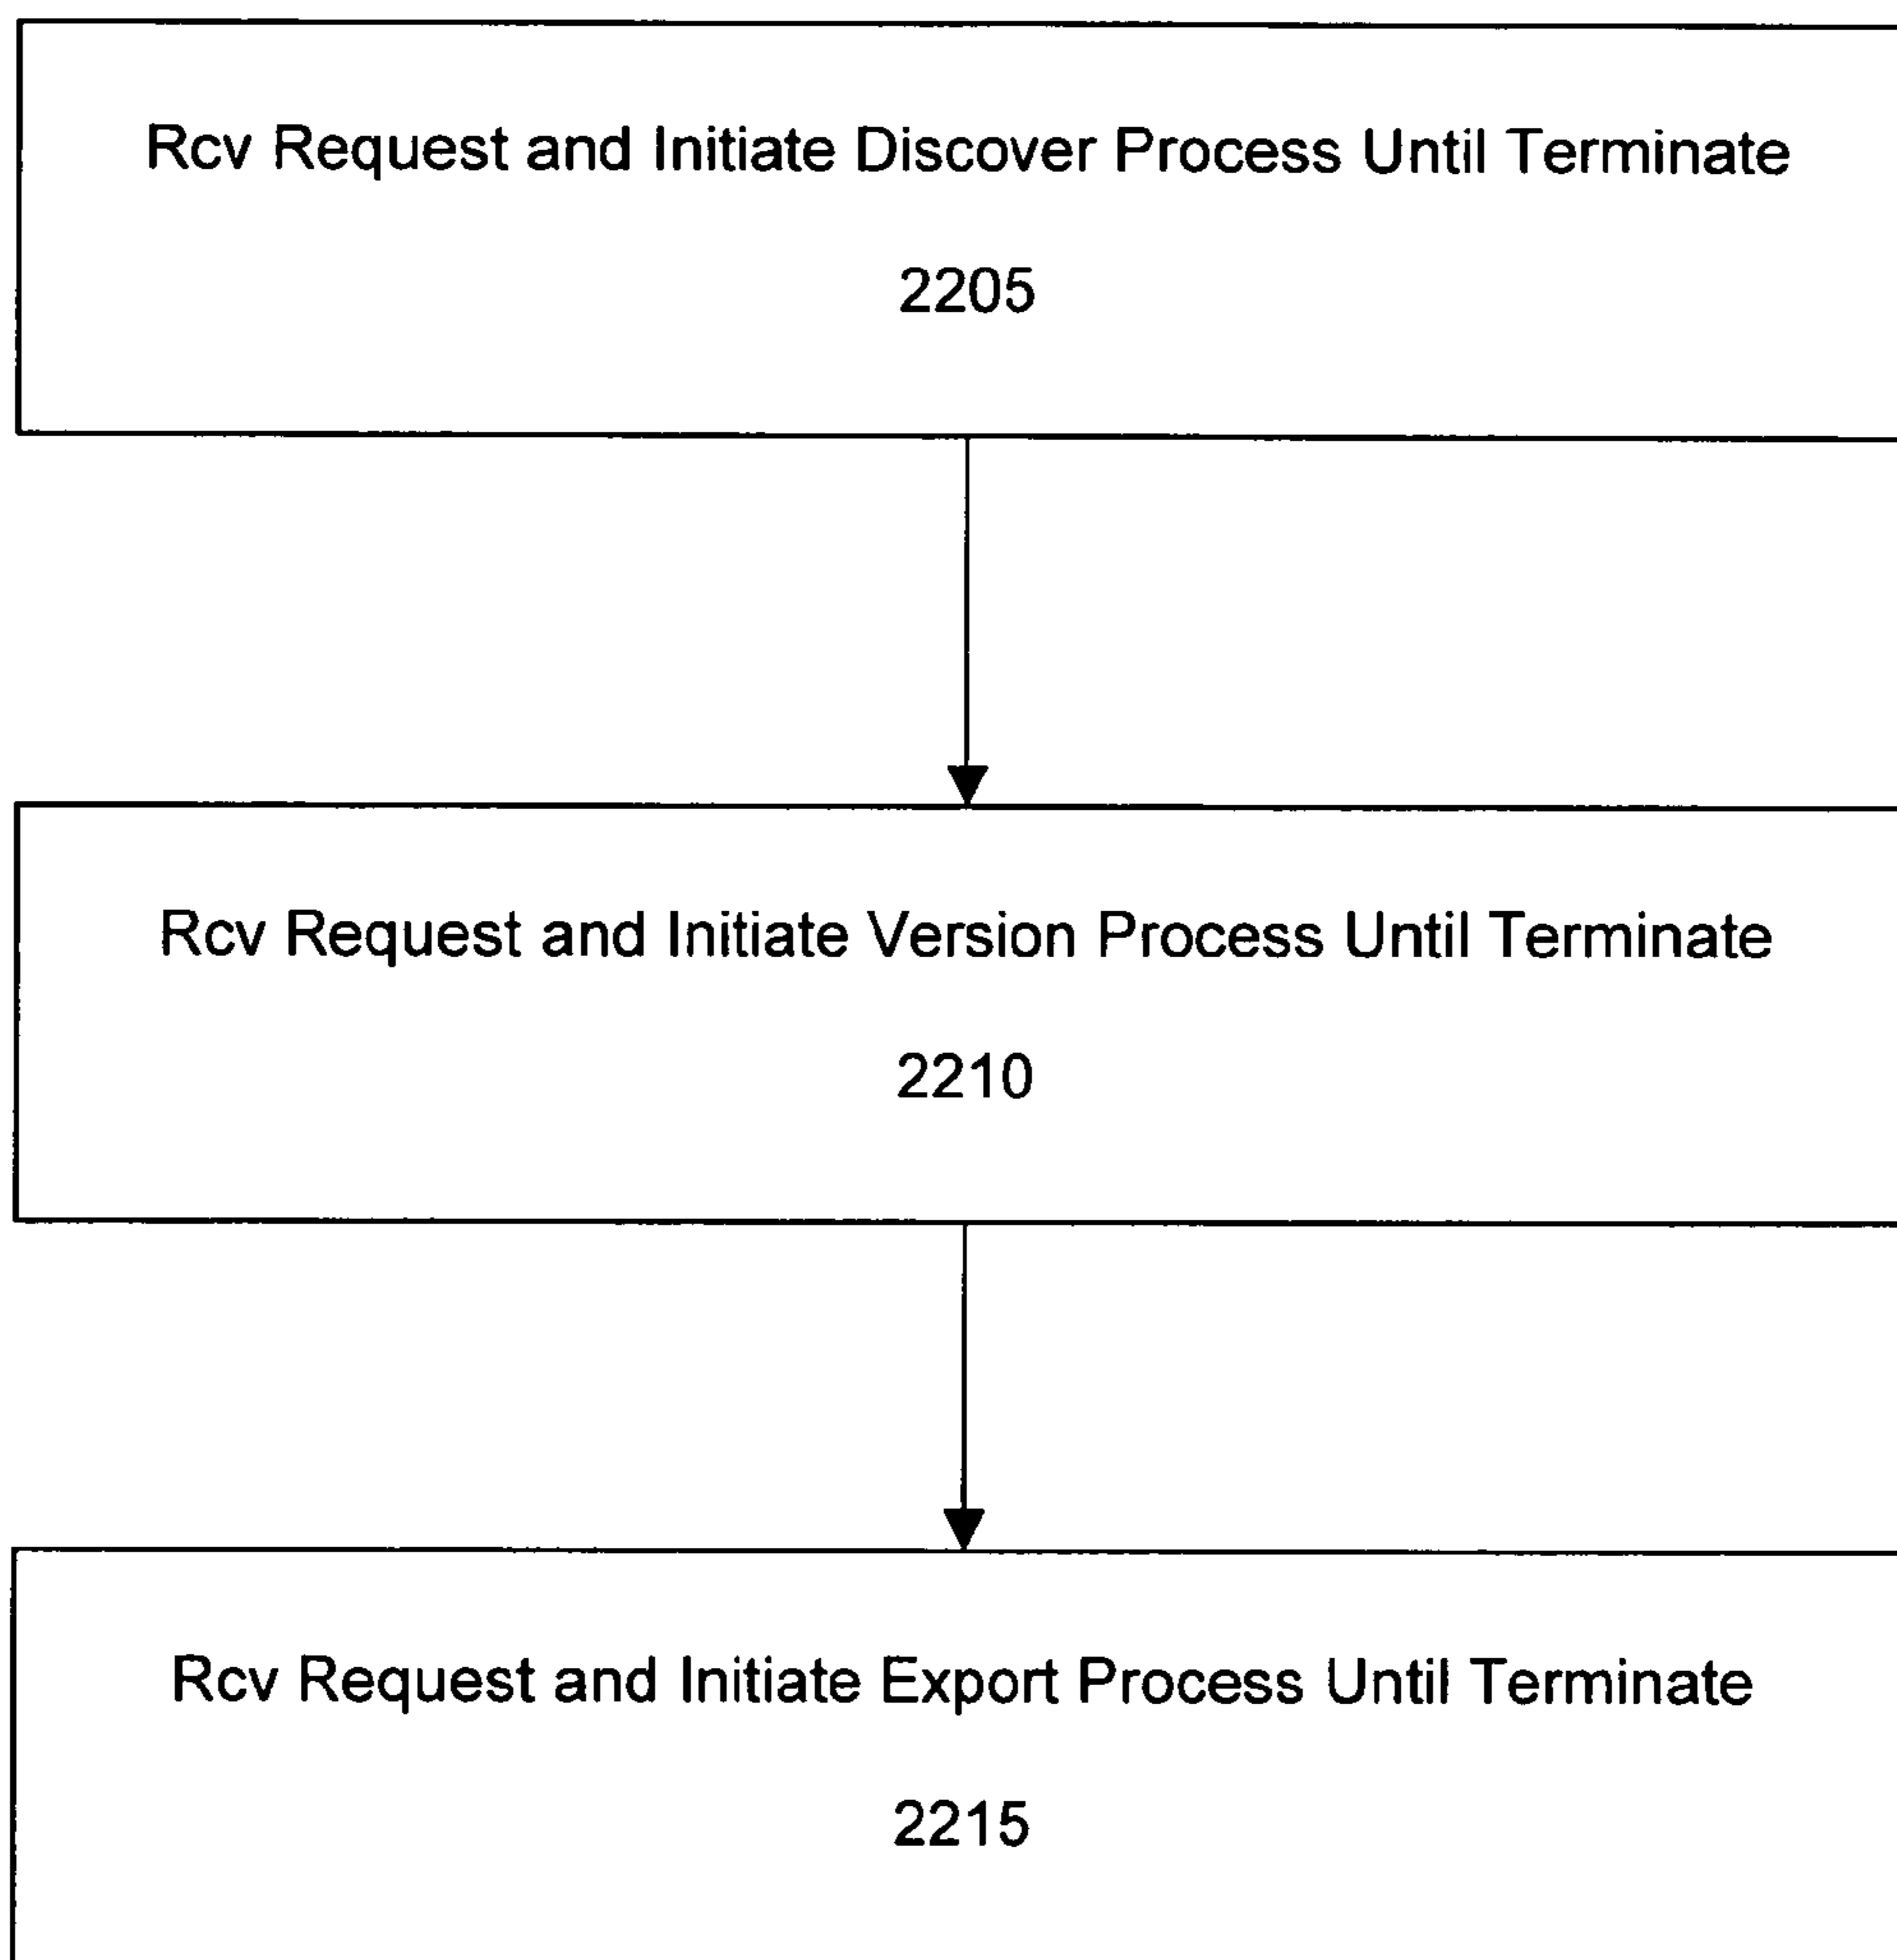 Rcv Request and Initiate Discover Process Until Terminate
2205
Rcv Request and Initiate Version Process Until Terminate
2210
Rcv Request and Initiate Export Process Until Terminate
2215